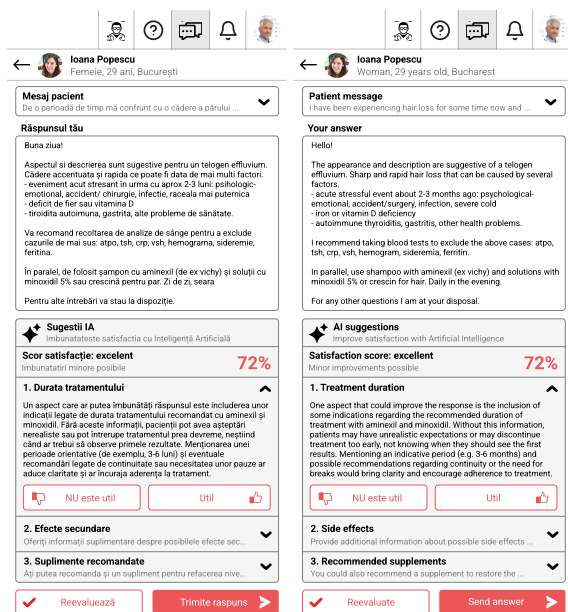 Ioana Popescu
Femeie, 29 ani, București
Mesaj pacient
De o perioadă de timp mă confrunt cu o cădere a părului ...
Răspunsul tău
Buna ziua!
Aspectul si descrierea sunt sugestive pentru un telogen effluvium.
Cădere accentuata și rapida ce poate fi data de mai multi factori.
- eveniment acut stresant în urma cu aprox 2-3 luni: psihologic-
emotional, accident/ chirurgie, infectie, raceala mai puternica
- deficit de fier sau vitamina D
- tiroidita autoimuna, gastrita, alte probleme de sănătate.
Va recomand recoltarea de analize de sânge pentru a exclude
cazurile de mai sus: atpo, tsh, crp, vsh, hemograma, sideremie,
feritina.
În paralel, de folosit șampon cu aminexil (de ex vichy) și soluții cu
minoxidil 5% sau crescină pentru par. Zi de zi, seara
Pentru alte întrebări va stau la dispoziție.
Sugestii IA
Imbunatateste satisfactia cu Inteligență Artificială
Scor satisfacție: excelent
Imbunatatiri minore posibile
72%
1. Durata tratamentului
Un aspect care ar putea îmbunătăți răspunsul este includerea unor
indicații legate de durata tratamentului recomandat cu aminexil și
minoxidil. Fără aceste informații, pacienții pot avea așteptări
nerealiste sau pot întrerupe tratamentul prea devreme, neștiind
când ar trebui să observe primele rezultate. Menționarea unei
perioade orientative (de exemplu, 3-6 luni) și eventuale
recomandări legate de continuitate sau necesitatea unor pauze ar
aduce claritate și ar încuraja aderența la tratament.
NU este util
Util
2. Efecte secundare
Oferiți informații suplimentare despre posibilele efecte sec...
3. Suplimente recomandate
Ați putea recomanda și un supliment pentru refacerea nive...
Reevaluează
Trimite raspuns
Ioana Popescu
Woman, 29 years old, Bucharest
Patient message
I have been experiencing hair loss for some time now and ...
Your answer
Hello!
The appearance and description are suggestive of a telogen
effluvium. Sharp and rapid hair loss that can be caused by several
factors.
- acute stressful event about 2-3 months ago: psychological-
emotional, accident/surgery, infection, severe cold
- iron or vitamin D deficiency
- autoimmune thyroiditis, gastritis, other health problems.
I recommend taking blood tests to exclude the above cases: atpo,
tsh, crp, vsh, hemogram, sideremia, ferritin.
In parallel, use shampoo with aminexil (ex vichy) and solutions with
minoxidil 5% or crescin for hair. Daily in the evening.
For any other questions I am at your disposal.
AI suggestions
Improve satisfaction with Artificial Intelligence
Satisfaction score: excellent
Minor improvements possible
72%
1. Treatment duration
One aspect that could improve the response is the inclusion of
some indications regarding the recommended duration of
treatment with aminexil and minoxidil. Without this information,
patients may have unrealistic expectations or may discontinue
treatment too early, not knowing when they should see the first
results. Mentioning an indicative period (e.g. 3-6 months) and
possible recommendations regarding continuity or the need for
breaks would bring clarity and encourage adherence to treatment.
NU este util
Util
2. Side effects
Provide additional information about possible side effects ...
3. Recommended supplements
You could also recommend a supplement to restore the ...
Reevaluate
Send answer